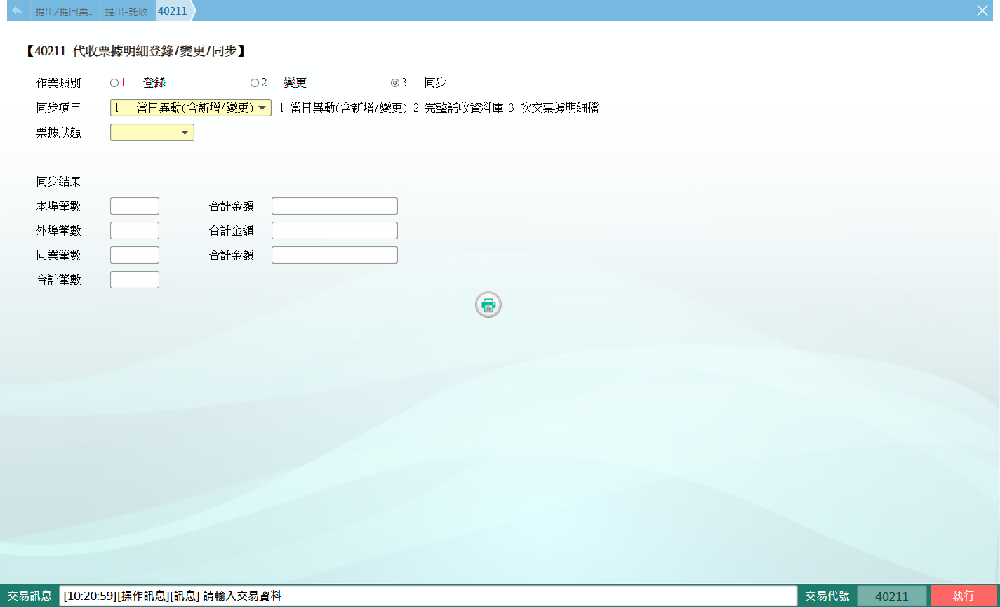 提出/提回票.. 提出-託收 40211
【40211 代收票據明細登錄/變更/同步】
作業類別 1 - 登錄 2 - 變更 3 - 同步
同步項目 1 - 當日異動(含新增/變更) 1-當日異動(含新增/變更) 2-完整託收資料庫 3-次交票據明細檔
票據狀態
同步結果
本埠筆數 合計金額
外埠筆數 合計金額
同業筆數 合計金額
合計筆數
交易訊息 [10:20:59][操作訊息][訊息] 請輸入交易資料 交易代號 40211 執行